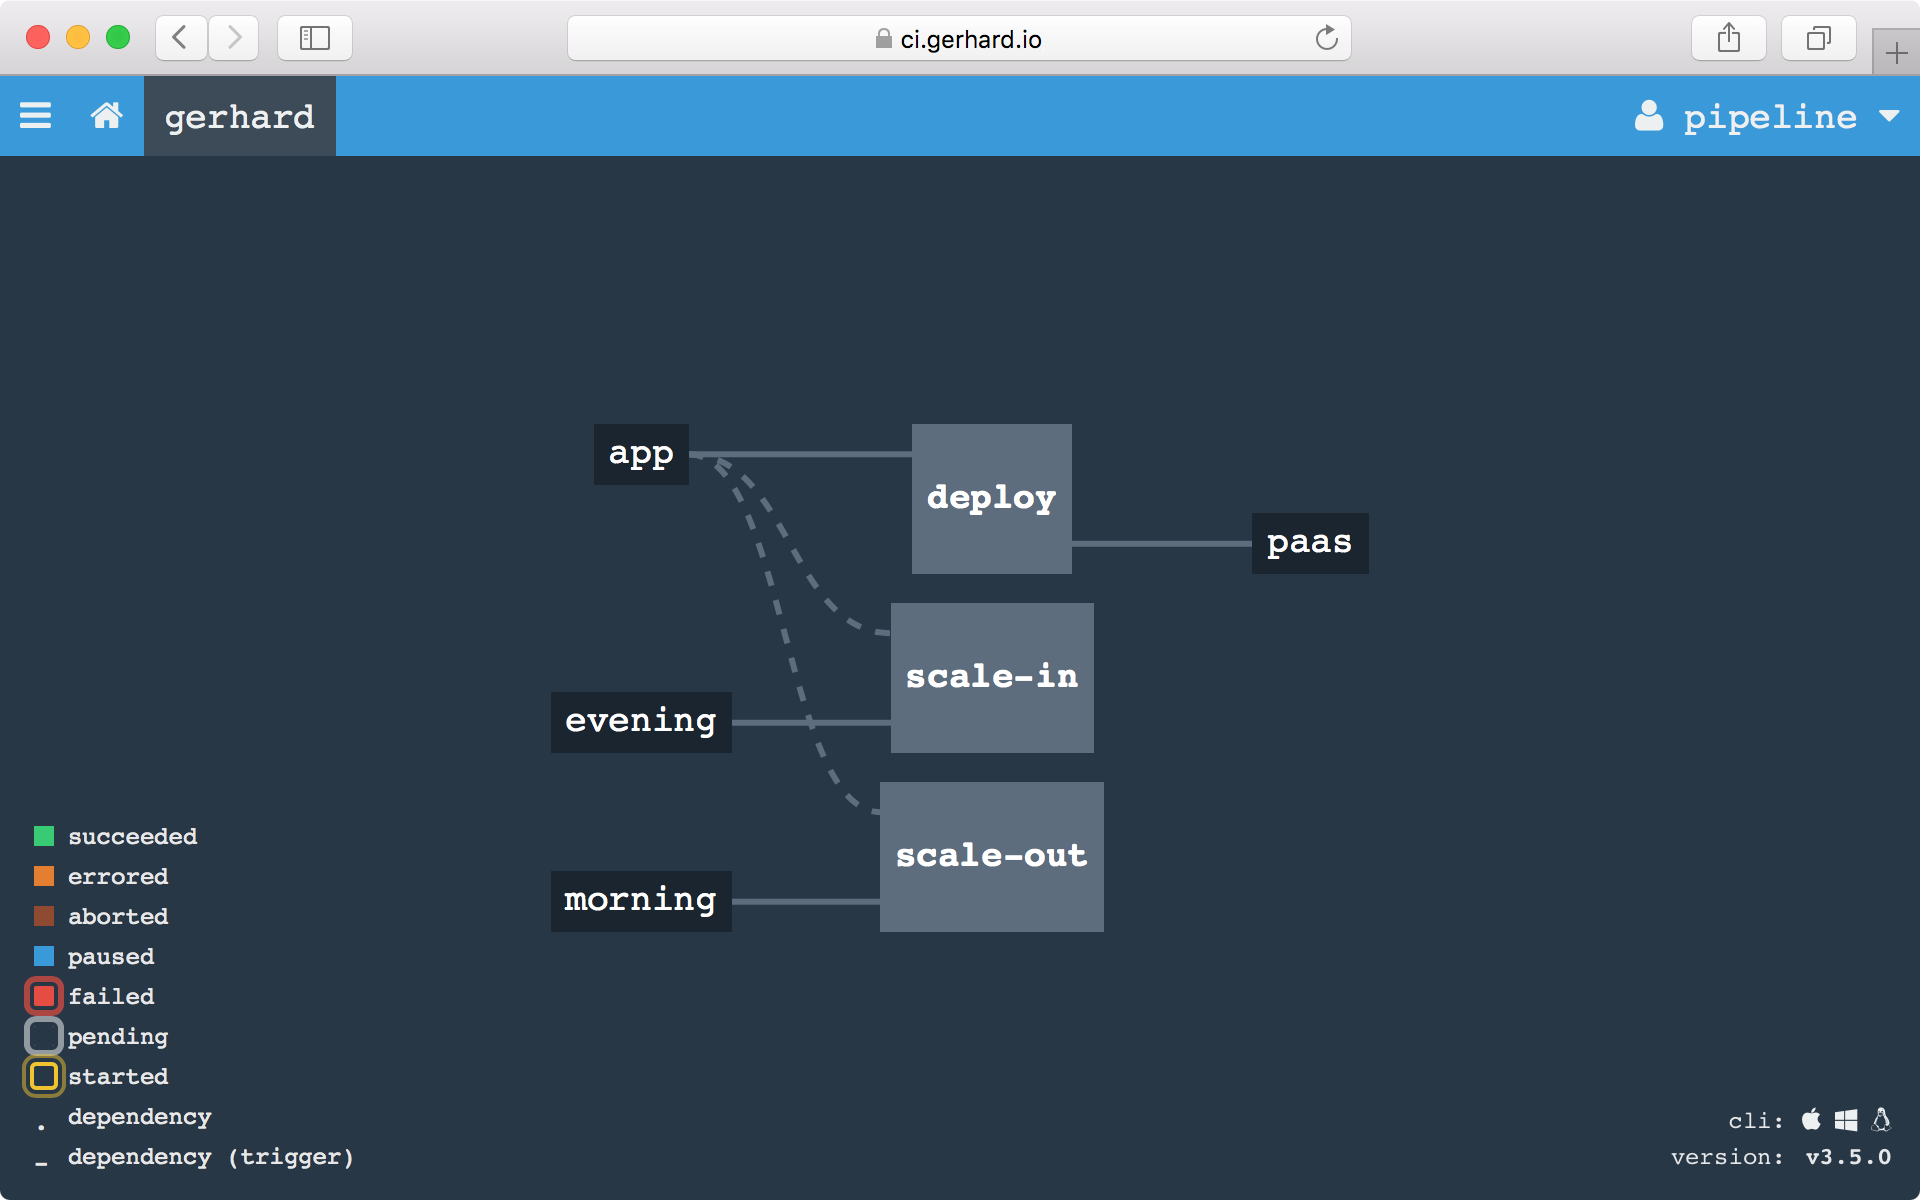 ci.gerhard.io
gerhard
pipeline
app
deploy
paas
scale-in
evening
scale-out
morning
succeeded
errored
aborted
paused
failed
pending
started
. dependency
– dependency (trigger)
cli:
version: v3.5.0